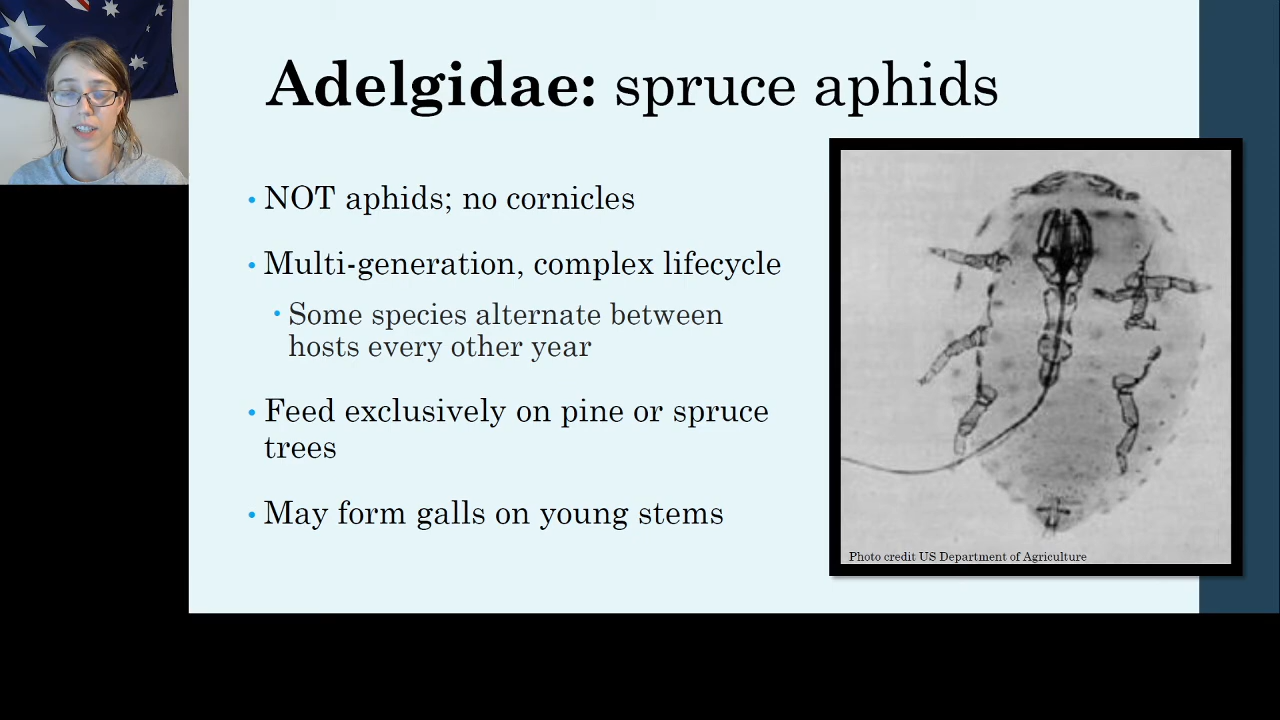 Adelgidae: spruce aphids
NOT aphids; no cornicles
Multi-generation, complex lifecycle
Some species alternate between
hosts every other year
Feed exclusively on pine or spruce
trees
May form galls on young stems
Photo credit US Department of Agriculture